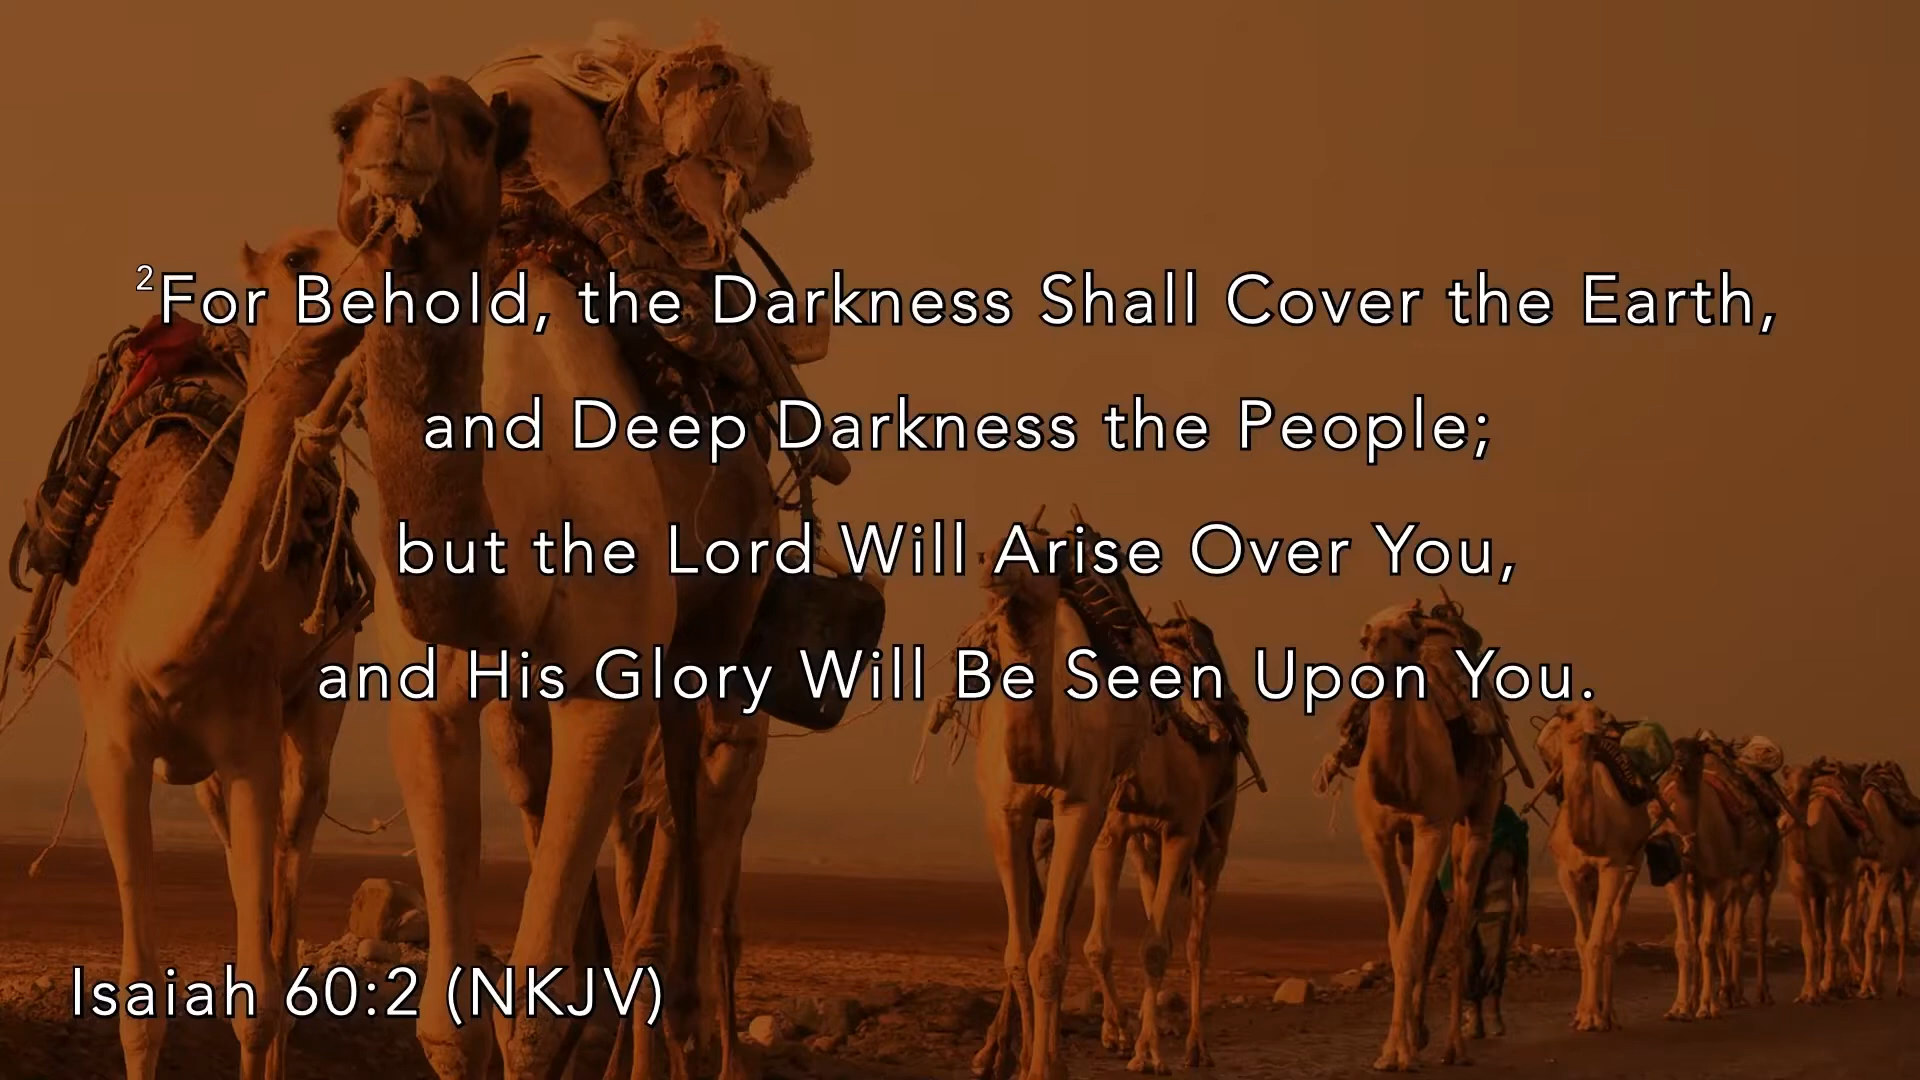 ²For Behold, the Darkness Shall Cover the Earth,
and Deep Darkness the People;
but the Lord Will Arise Over You,
and His Glory Will Be Seen Upon You.
Isaiah 60:2 (NKJV)